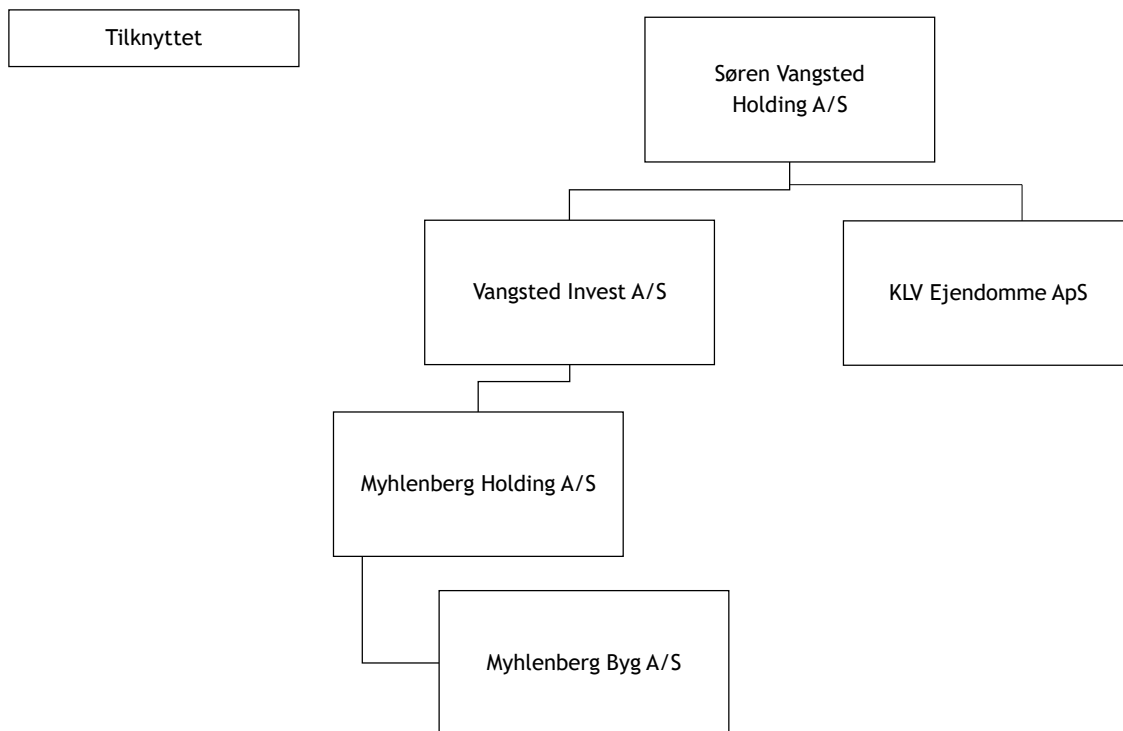 Tilknyttet
Søren Vangsted
Holding A/S
Vangsted Invest A/S
KLV Ejendomme ApS
Myhlenberg Holding A/S
Myhlenberg Byg A/S